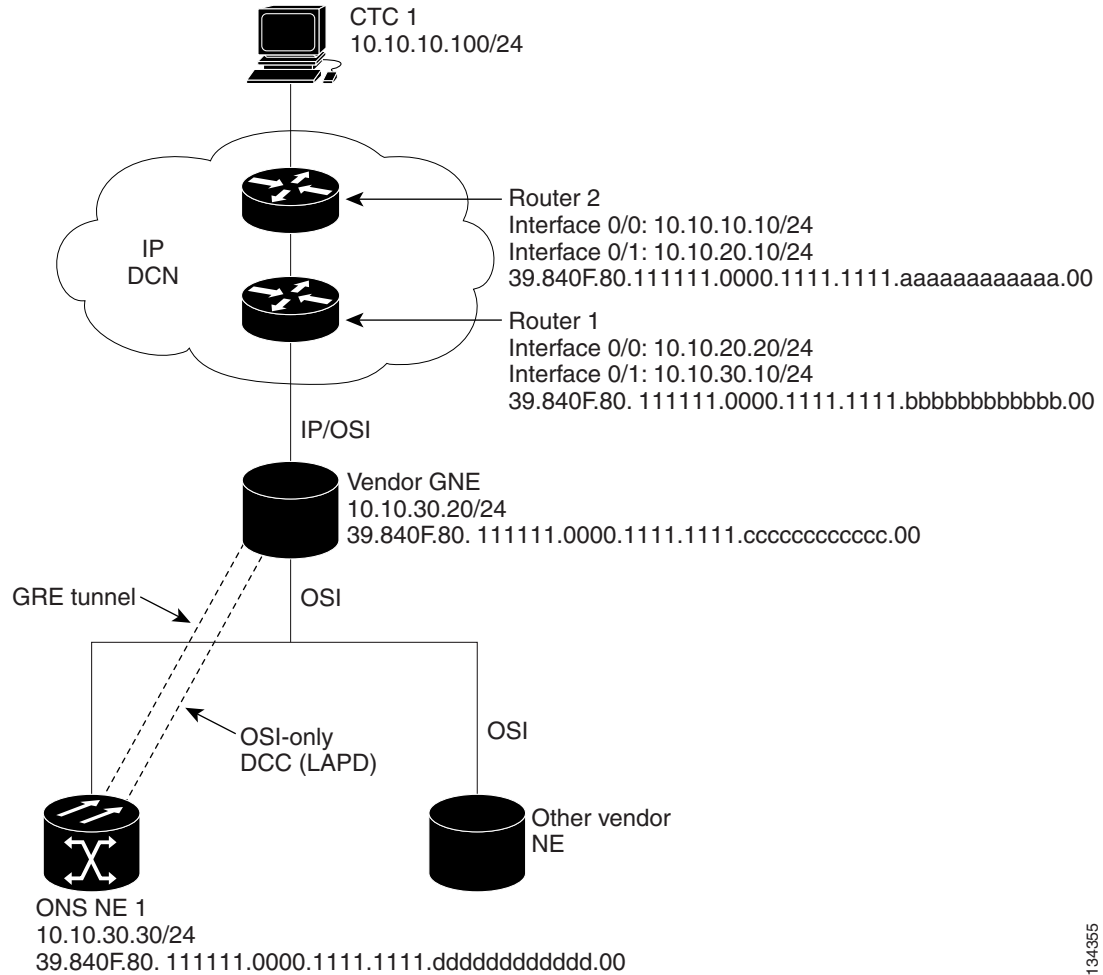 CTC 1
10.10.10.100/24
Router 2
Interface 0/0: 10.10.10.10/24
Interface 0/1: 10.10.20.10/24
39.840F.80.111111.0000.1111.1111.aaaaaaaaaaaa.00
IP
DCN
Router 1
Interface 0/0: 10.10.20.20/24
Interface 0/1: 10.10.30.10/24
39.840F.80. 111111.0000.1111.1111.bbbbbbbbbbbb.00
IP/OSI
Vendor GNE
10.10.30.20/24
39.840F.80. 111111.0000.1111.1111.cccccccccccc.00
GRE tunnel
OSI
OSI-only
DCC (LAPD)
OSI
Other vendor
NE
ONS NE 1
10.10.30.30/24
39.840F.80. 111111.0000.1111.1111.dddddddddddd.00
134355